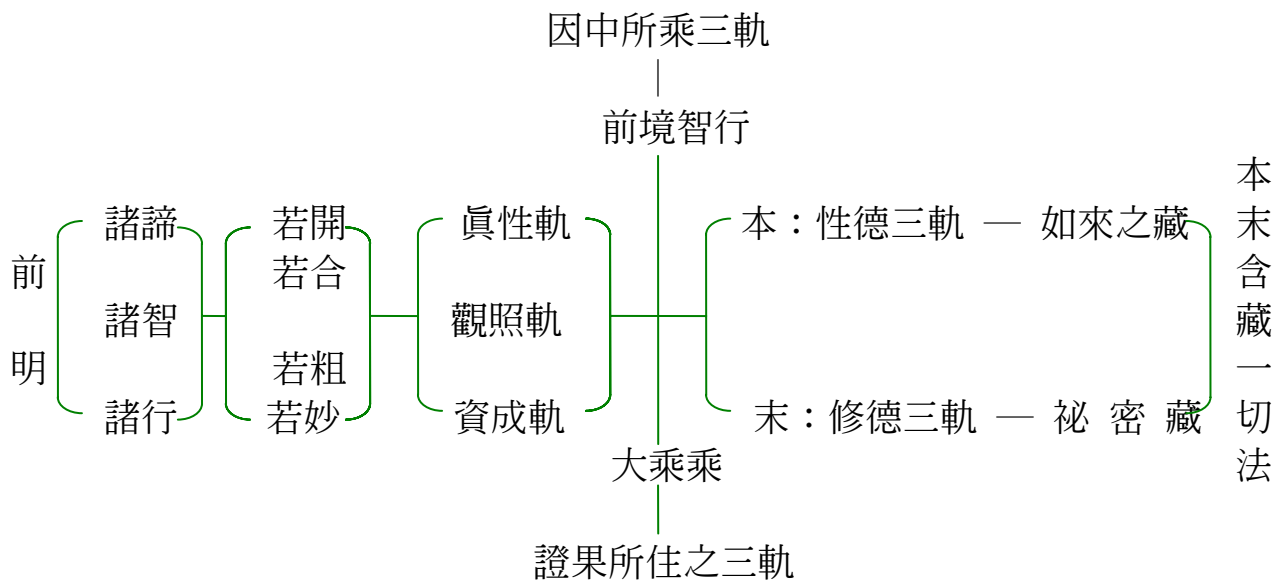 因中所乘三軌
｜
前境智行
前明
諸諦
諸智
諸行
若開
若合
若粗
若妙
眞性軌
觀照軌
資成軌
本：性德三軌 — 如來之藏
末：修德三軌 — 祕密藏
本末含藏一切法
大乘乘
證果所住之三軌